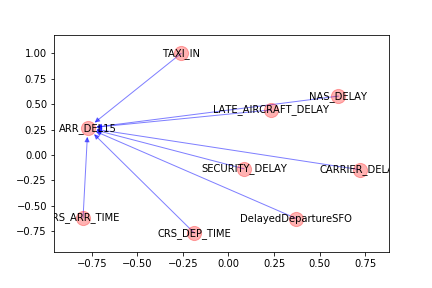 1.00
0.75
0.50
0.25
0.00
−0.25
−0.50
−0.75
TAXI_IN
NAS_DELAY
LATE_AIRCRAFT_DELAY
ARR_DEL15
SECURITY_DELAY
CARRIER_DELA
RS_ARR_TIME
DelayedDepartureSFO
CRS_DEP_TIME
−0.75 −0.50 −0.25 0.00 0.25 0.50 0.75